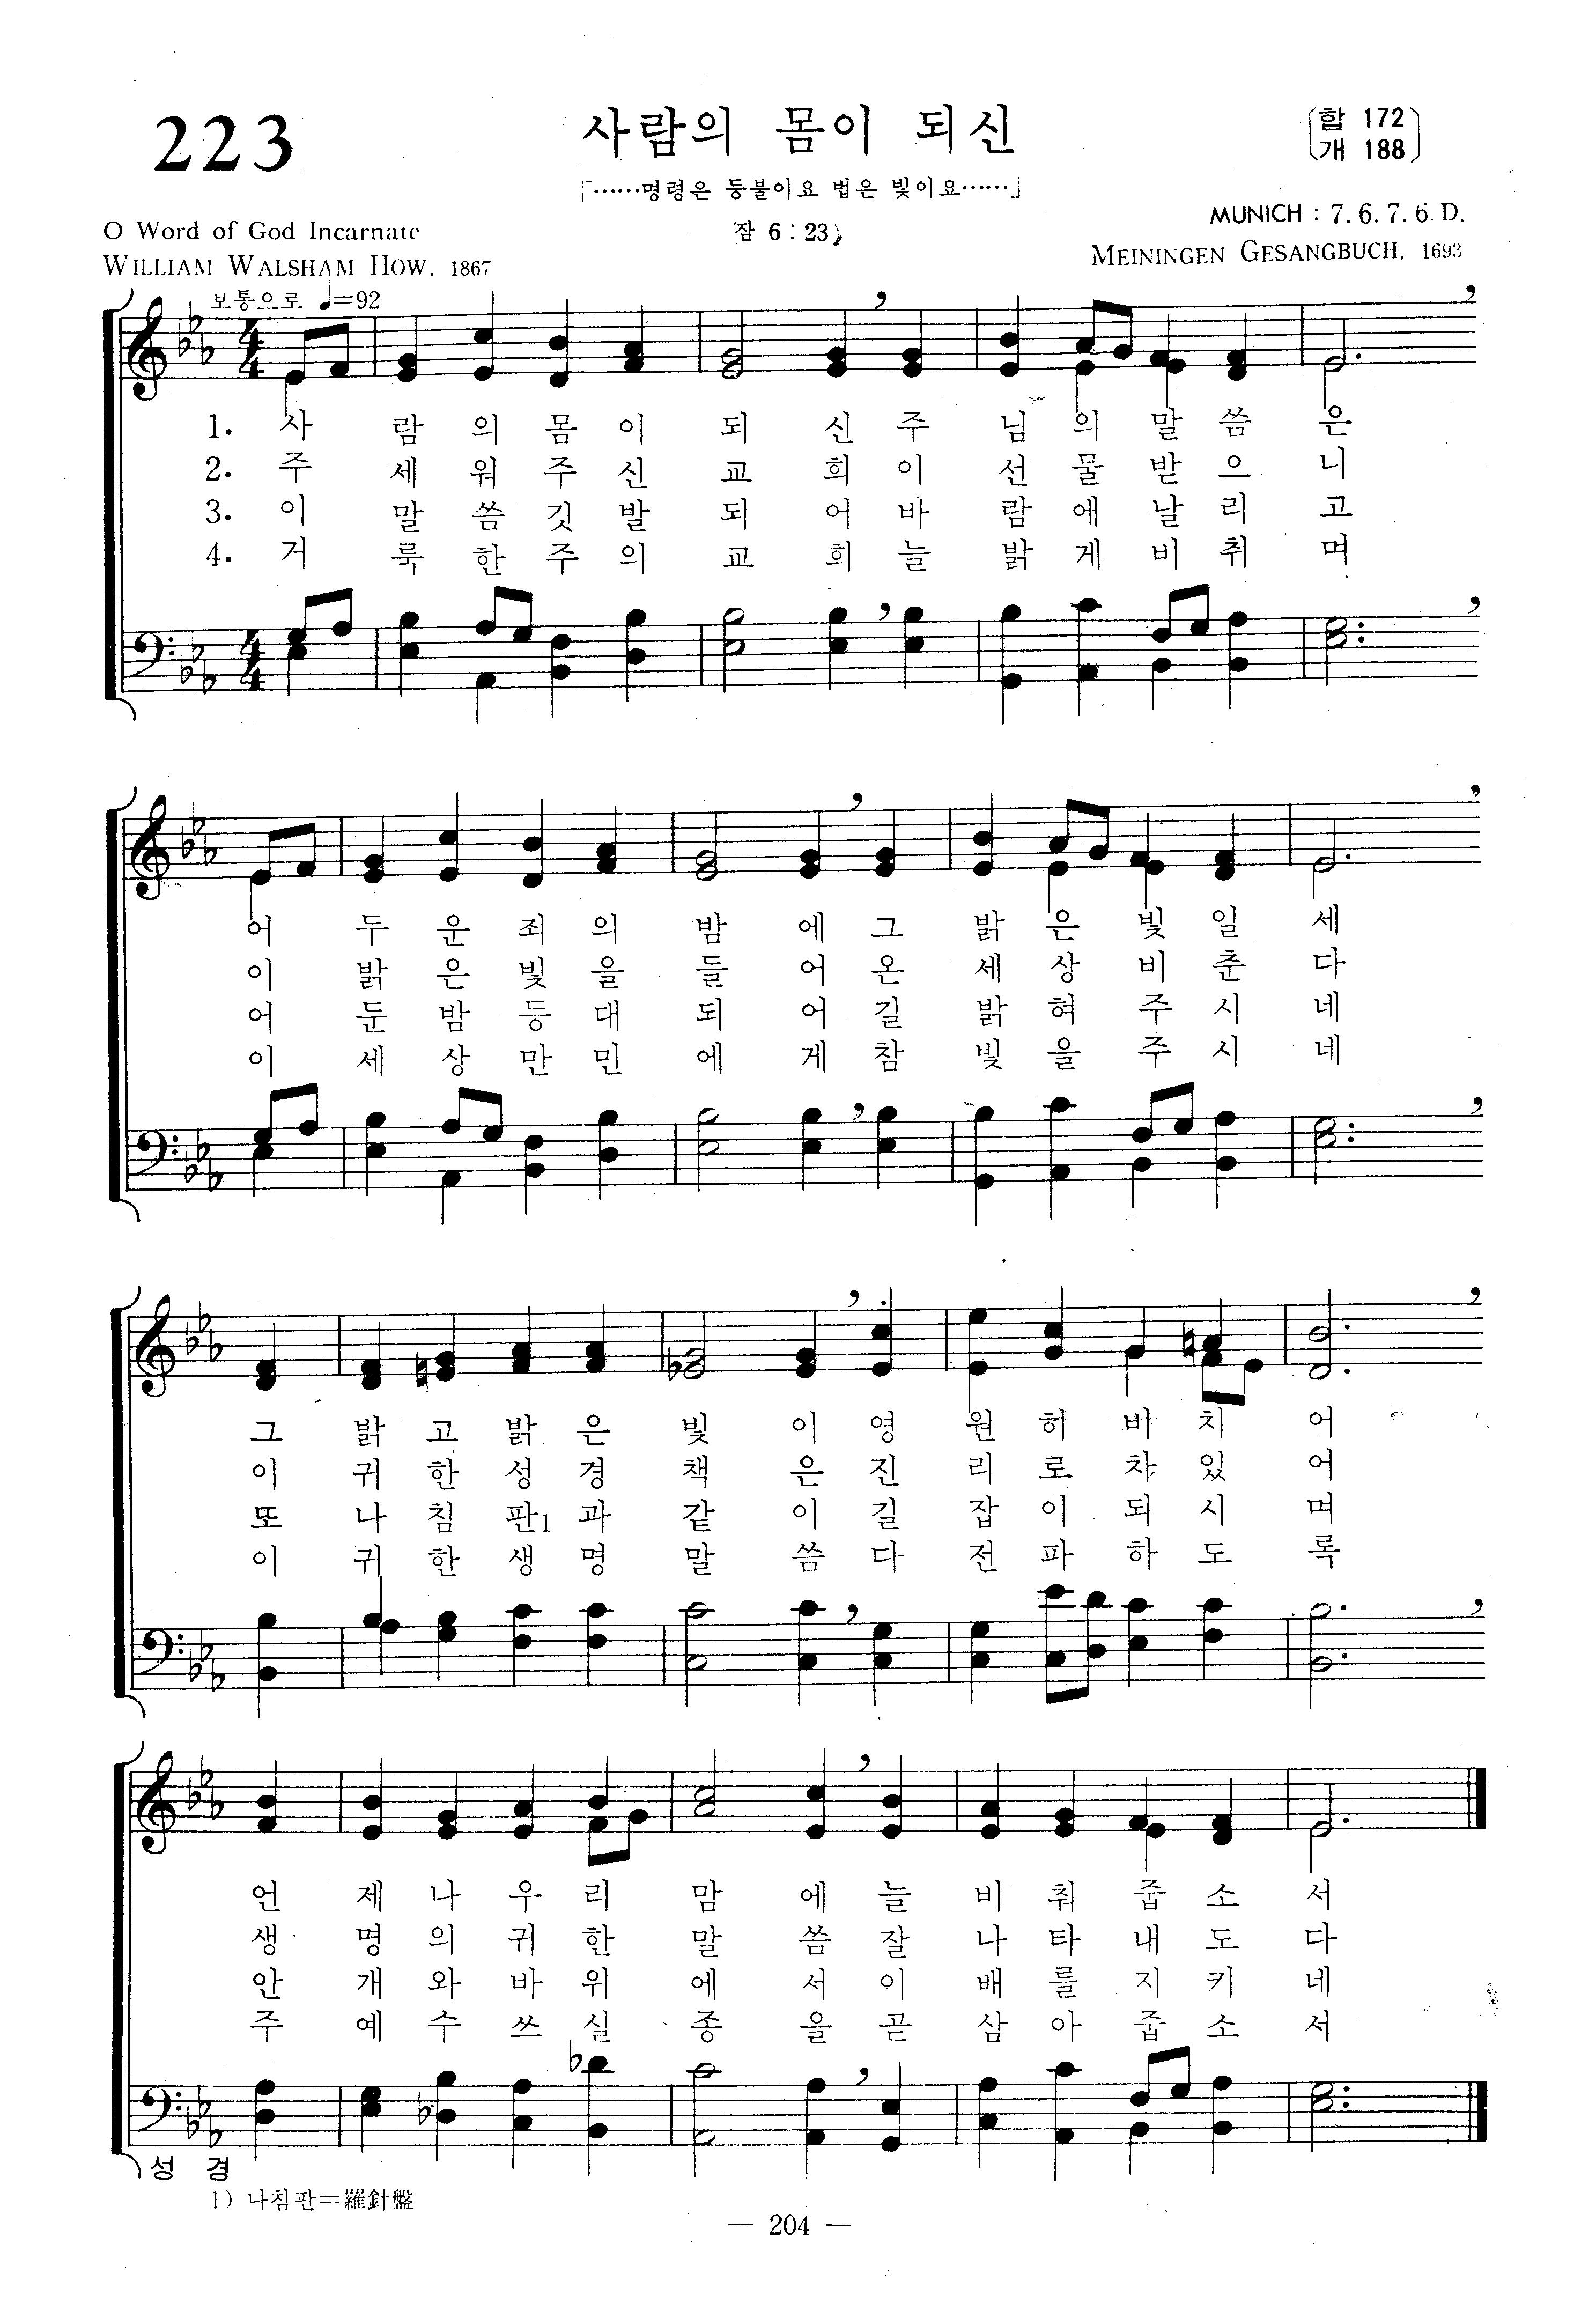 223
사람의 몸이 되신
합 172
개 188
「……명령은 등불이요 법은 빛이요……」
잠 6 : 23
O Word of God Incarnate
WILLIAM WALSHAM HOW, 1867
MUNICH : 7. 6. 7. 6. D.
MEININGEN GESANGBUCH, 1693
보통으로 ♩=92
1. 사 람 의 몸 이 되 신 주 님 의 말 씀 은
2. 주 세 워 주 신 교 회 이 선 물 받 으 니
3. 이 말 씀 깃 발 되 어 바 람 에 날 리 고
4. 거 룩 한 주 의 교 회 늘 밝 게 비 취 며
어 두 운 죄 의 밤 에 그 밝 은 빛 일 세
이 밝 은 빛 을 들 어 온 세 상 비 춘 다
어 둔 밤 등 대 되 어 길 밝 혀 주 시 네
이 세 상 만 민 에 게 참 빛 을 주 시 네
그 밝 고 밝 은 빛 이 영 원 히 비 치 어
이 귀 한 성 경 책 은 진 리 로 차 있 어
또 나 침 판1 과 같 이 길 잡 이 되 시 며
이 귀 한 생 명 말 씀 다 전 파 하 도 록
언 제 나 우 리 맘 에 늘 비 춰 줍 소 서
생 명 의 귀 한 말 씀 잘 나 타 내 도 다
안 개 와 바 위 에 서 이 배 를 지 키 네
주 예 수 쓰 실 종 을 곧 삼 아 줍 소 서
성 경
1) 나침판=羅針盤
— 204 —